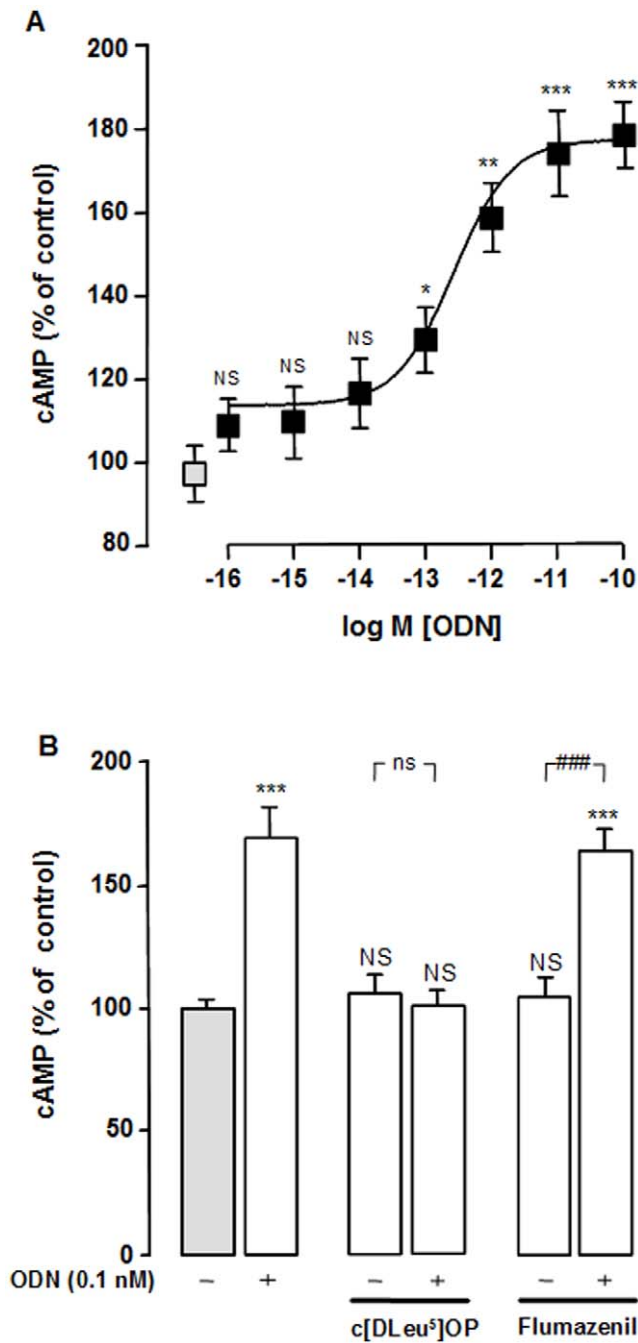 A
200
***
***
180
**
160
cAMP (% of control)
140
*
NS
NS
NS
120
100
80
-16 -15 -14 -13 -12 -11 -10
log M [ODN]
B
200
ns
###
***
***
150
cAMP (% of control)
NS
NS
NS
100
50
0
ODN (0.1 nM) – + – + – +
c[DLeu⁵]OP Flumazenil